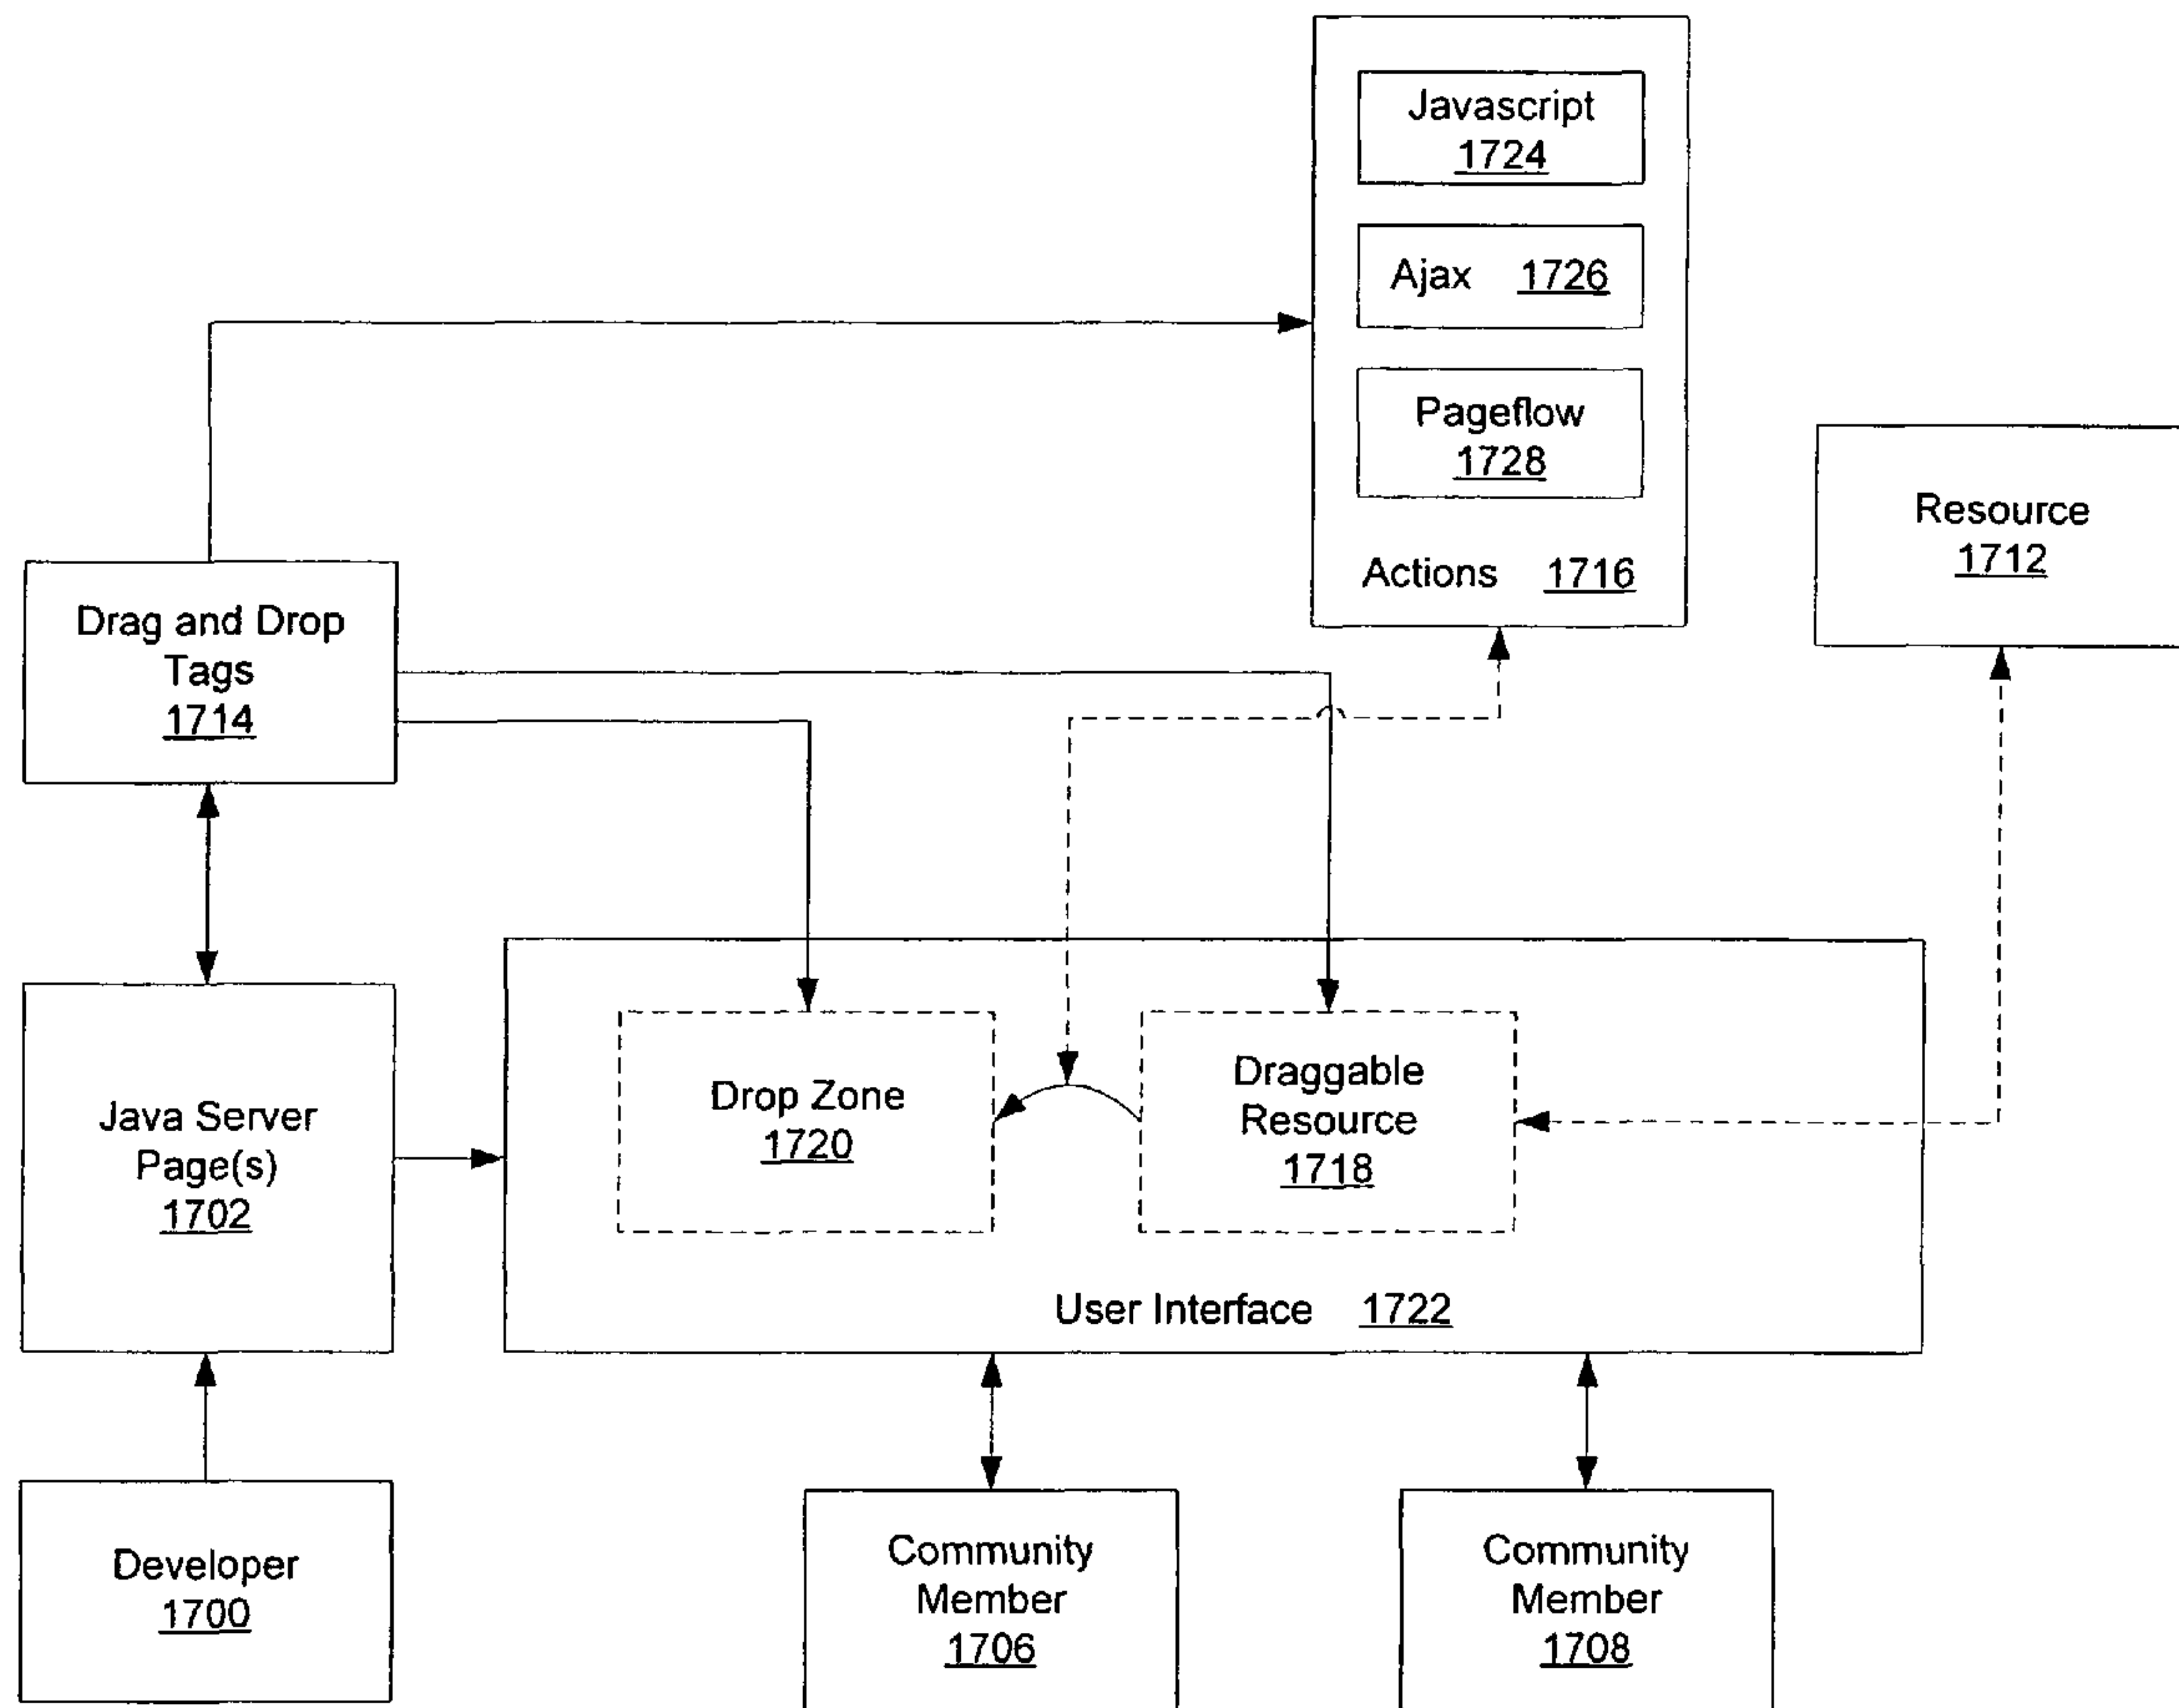 Javascript
1724
Ajax 1726
Pageflow
1728
Actions 1716
Resource
1712
Drag and Drop
Tags
1714
Java Server
Page(s)
1702
Drop Zone
1720
Draggable
Resource
1718
User Interface 1722
Developer
1700
Community
Member
1706
Community
Member
1708